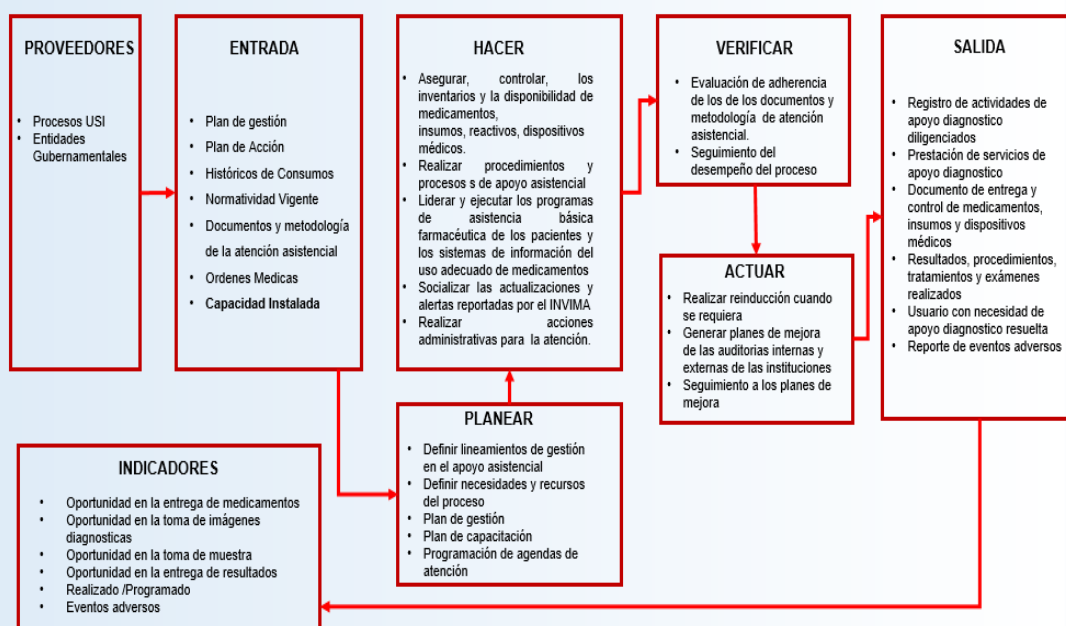 PROVEEDORES
• Procesos USI
• Entidades
Gubernamentales
ENTRADA
• Plan de gestión
• Plan de Acción
• Históricos de Consumos
• Normatividad Vigente
• Documentos y metodología
de la atención asistencial
• Ordenes Medicas
• Capacidad Instalada
HACER
• Asegurar, controlar, los
inventarios y la disponibilidad de
medicamentos,
insumos, reactivos, dispositivos
médicos.
• Realizar procedimientos y
procesos s de apoyo asistencial
• Liderar y ejecutar los programas
de asistencia básica
farmacéutica de los pacientes y
los sistemas de información del
uso adecuado de medicamentos
• Socializar las actualizaciones y
alertas reportadas por el INVIMA
• Realizar acciones
administrativas para la atención.
PLANEAR
• Definir lineamientos de gestión
en el apoyo asistencial
• Definir necesidades y recursos
del proceso
• Plan de gestión
• Plan de capacitación
• Programación de agendas de
atención
VERIFICAR
• Evaluación de adherencia
de los de los documentos y
metodología de atención
asistencial.
• Seguimiento del
desempeño del proceso
ACTUAR
• Realizar reinducción cuando
se requiera
• Generar planes de mejora
de las auditorias internas y
externas de las instituciones
• Seguimiento a los planes de
mejora
SALIDA
• Registro de actividades de
apoyo diagnostico
diligenciados
• Prestación de servicios de
apoyo diagnostico
• Documento de entrega y
control de medicamentos,
insumos y dispositivos
médicos
• Resultados, procedimientos,
tratamientos y exámenes
realizados
• Usuario con necesidad de
apoyo diagnostico resuelta
• Reporte de eventos adversos
INDICADORES
• Oportunidad en la entrega de medicamentos
• Oportunidad en la toma de imágenes
diagnosticas
• Oportunidad en la toma de muestra
• Oportunidad en la entrega de resultados
• Realizado /Programado
• Eventos adversos